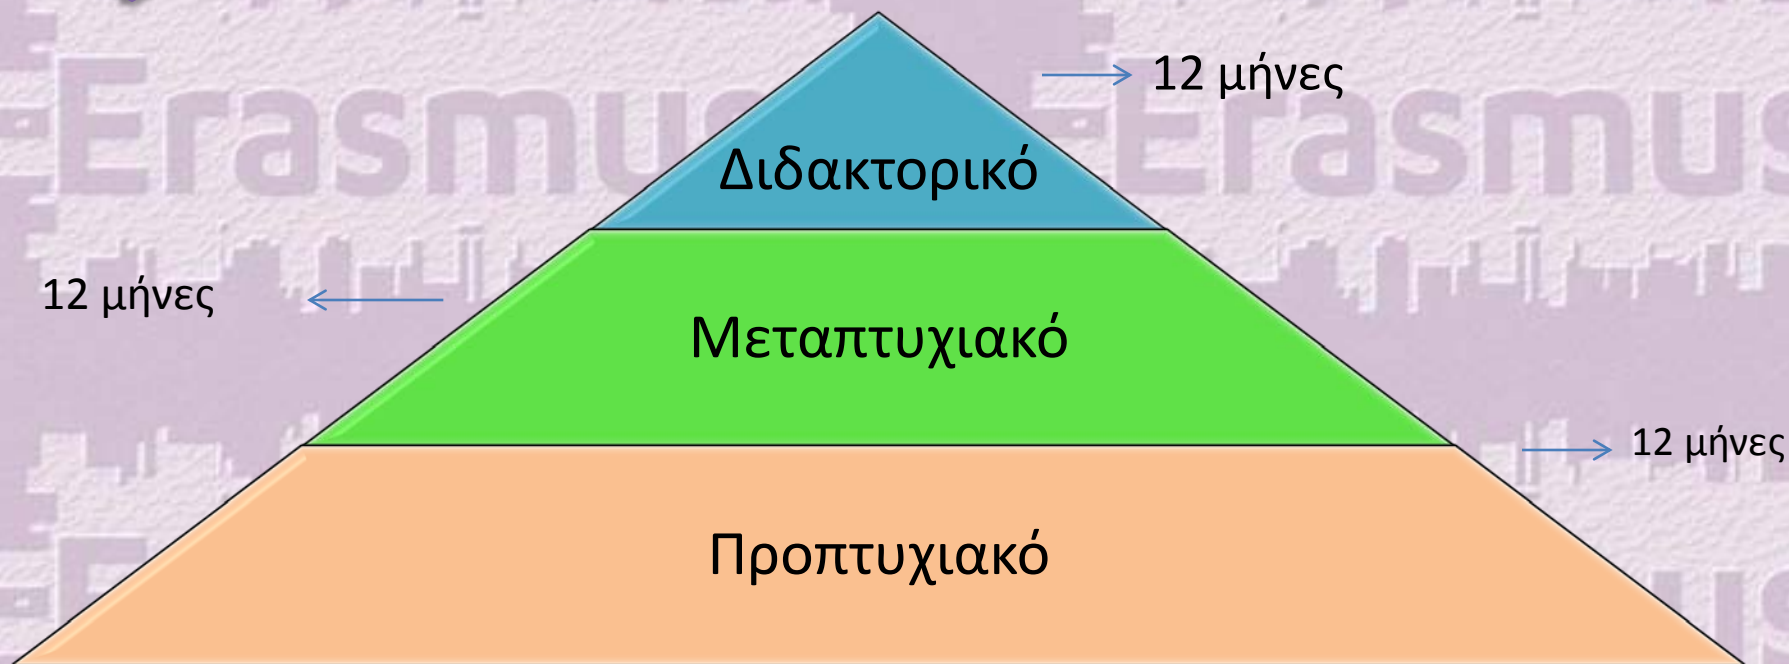 Erasmus
Erasmus
12 μήνες
Διδακτορικό
12 μήνες
Μεταπτυχιακό
12 μήνες
Προπτυχιακό